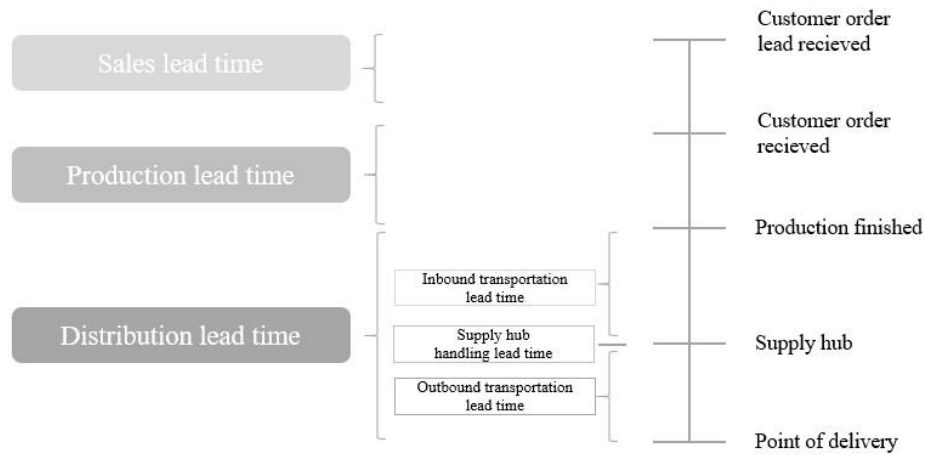 Customer order
lead recieved
Sales lead time
Customer order
recieved
Production lead time
Production finished
Inbound transportation
lead time
Distribution lead time
Supply hub
handling lead time
Supply hub
Outbound transportation
lead time
Point of delivery